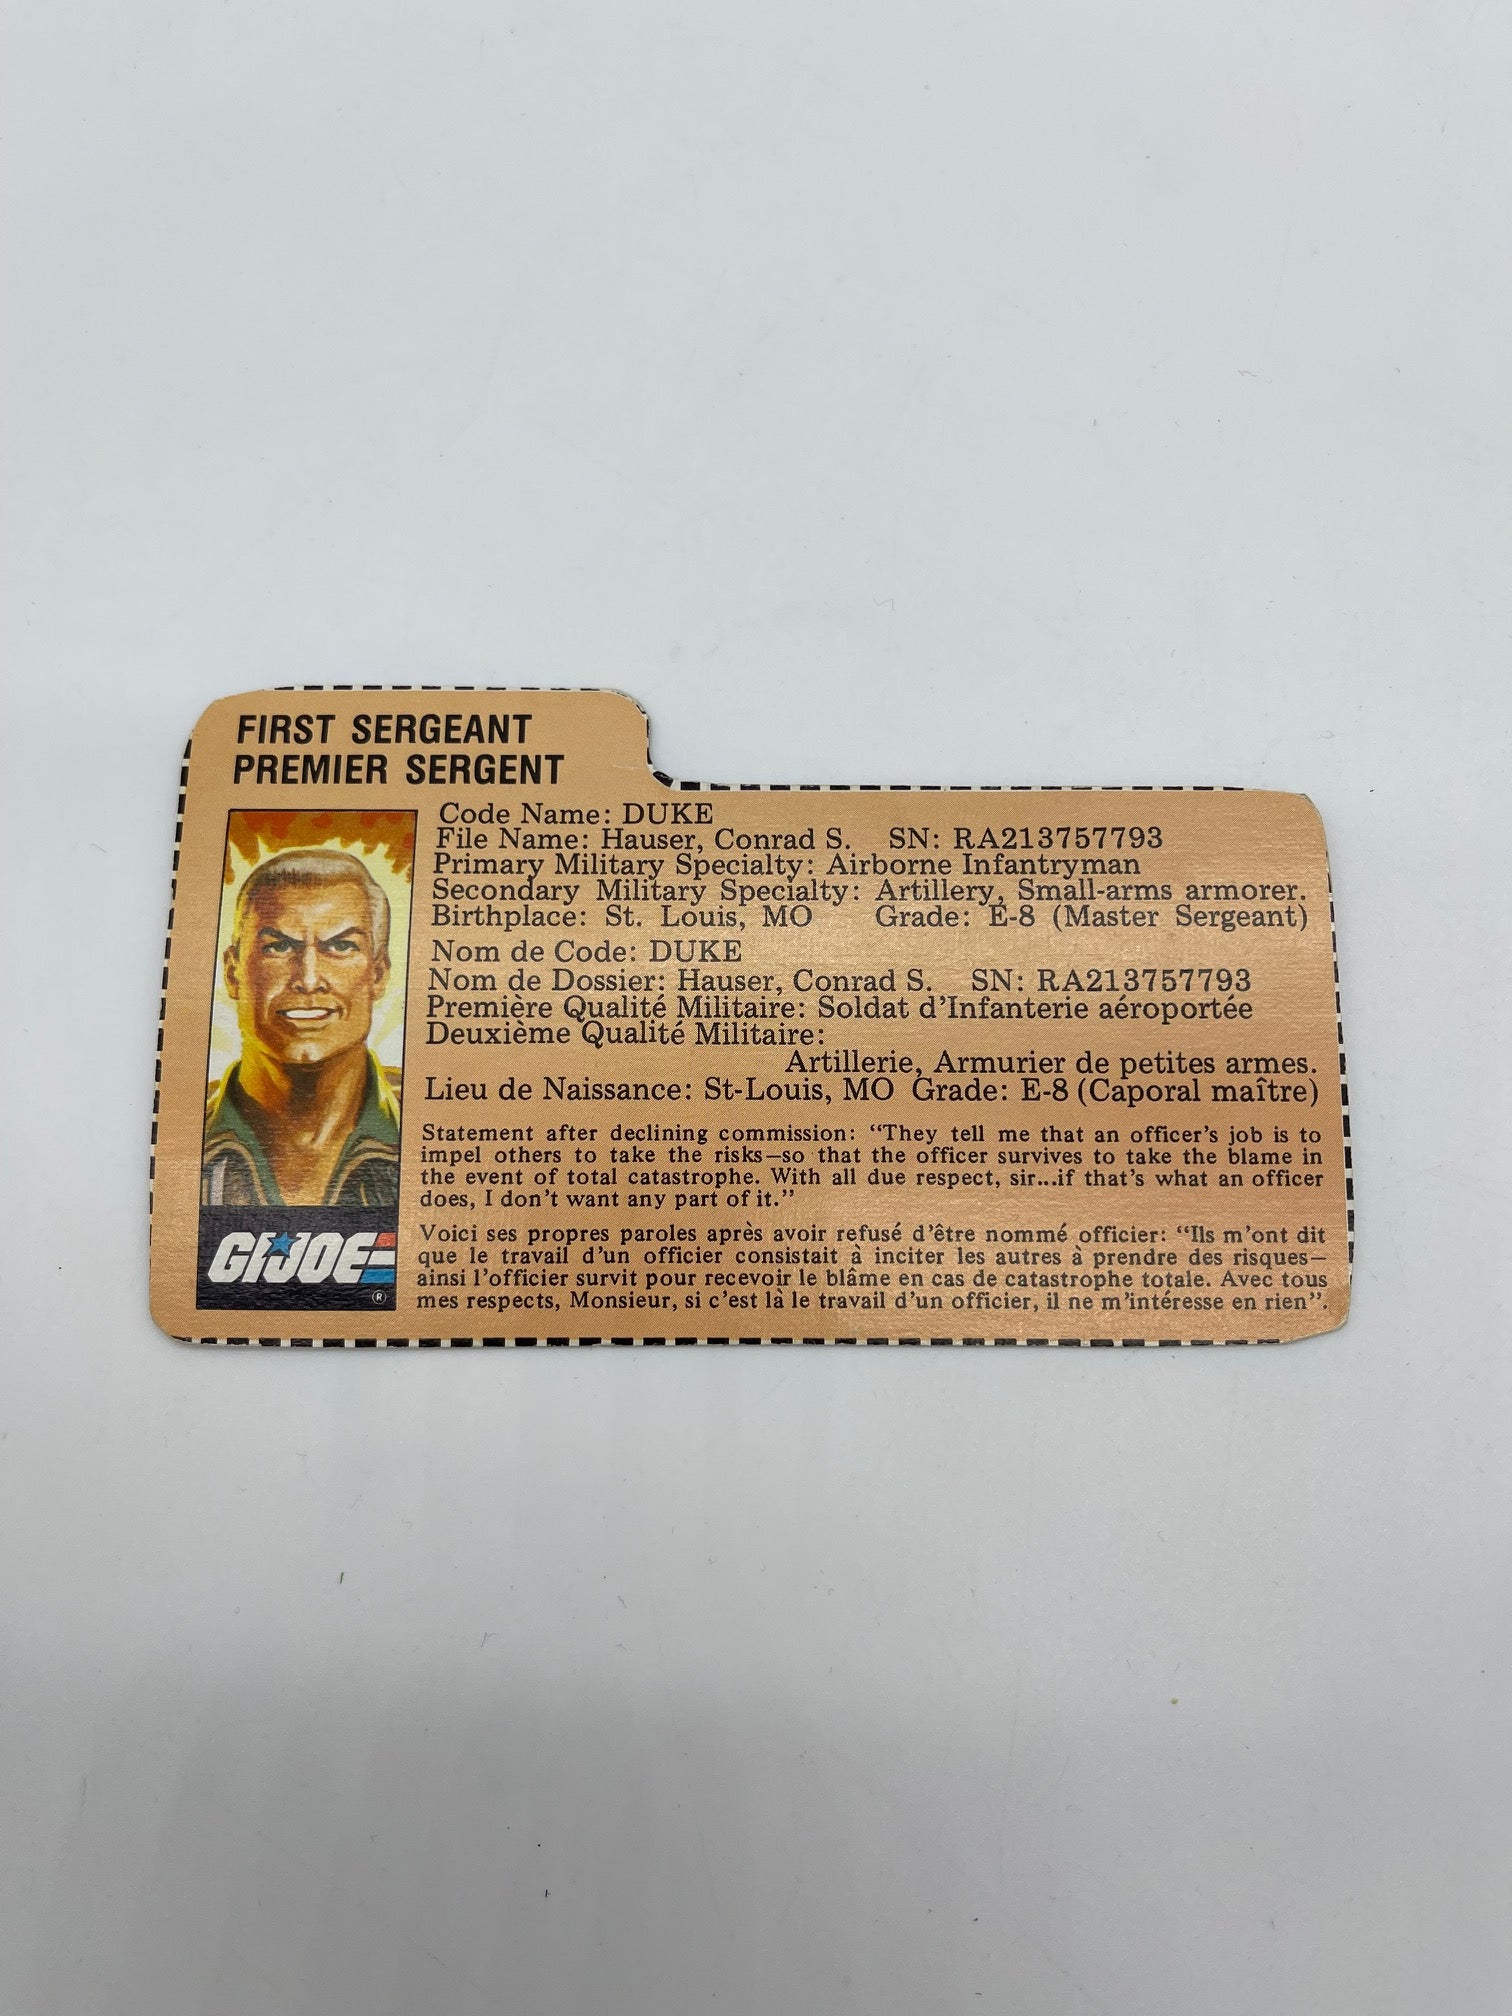 FIRST SERGEANT
PREMIER SERGENT
Code Name: DUKE
File Name: Hauser, Conrad S. SN: RA213757793
Primary Military Specialty: Airborne Infantryman
Secondary Military Specialty: Artillery, Small-arms armorer.
Birthplace: St. Louis, MO Grade: E-8 (Master Sergeant)
Nom de Code: DUKE
Nom de Dossier: Hauser, Conrad S. SN: RA213757793
Première Qualité Militaire: Soldat d'Infanterie aéroportée
Deuxième Qualité Militaire:
Artillerie, Armurier de petites armes.
Lieu de Naissance: St-Louis, MO Grade: E-8 (Caporal maître)
Statement after declining commission: "They tell me that an officer's job is to
impel others to take the risks—so that the officer survives to take the blame in
the event of total catastrophe. With all due respect, sir...if that's what an officer
does, I don't want any part of it."
Voici ses propres paroles après avoir refusé d'être nommé officier: "Ils m'ont dit
que le travail d'un officier consistait à inciter les autres à prendre des risques—
ainsi l'officier survit pour recevoir le blâme en cas de catastrophe totale. Avec tous
mes respects, Monsieur, si c'est là le travail d'un officier, il ne m'intéresse en rien".
GI JOE
®